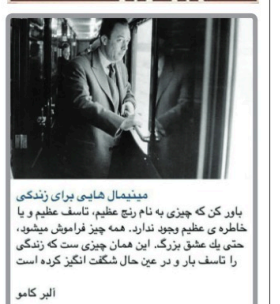 مینیمال هایی برای زندگی
باور کن که چیزی به نام رنج عظیم، تاسف عظیم و یا
خاطره ی عظیم وجود ندارد.. همه چیز فراموش میشود،
حتی یك عشق بزرگ. این همان چیزی ست که زندگی
را تاسف بار و در عین حال شگفت انگیز کرده است
آلبر کامو